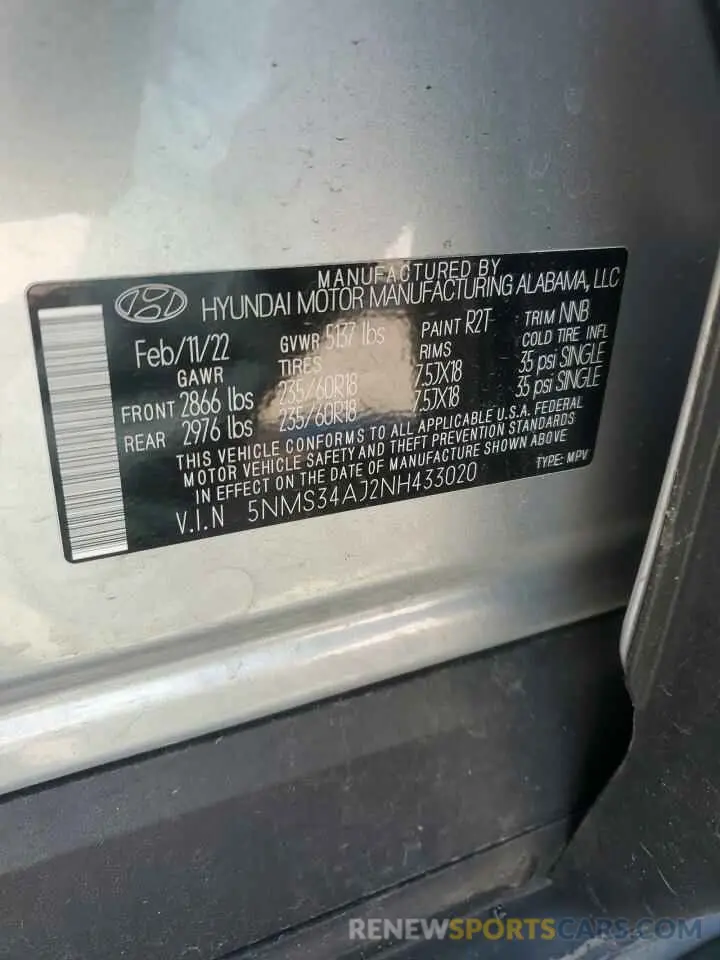 MANUFACTURED BY
HYUNDAI MOTOR MANUFACTURING ALABAMA, LLC
Feb/11/22 GVWR 5137 lbs PAINT R2T TRIM NNB
GAWR TIRES RIMS COLD TIRE INFL
FRONT 2866 lbs 235/60R18 7.5JX18 35 psi SINGLE
REAR 2976 lbs 235/60R18 7.5JX18 35 psi SINGLE
THIS VEHICLE CONFORMS TO ALL APPLICABLE U.S.A. FEDERAL
MOTOR VEHICLE SAFETY AND THEFT PREVENTION STANDARDS
IN EFFECT ON THE DATE OF MANUFACTURE SHOWN ABOVE
V.I.N 5NMS34AJ2NH433020 TYPE: MPV
RENEWSPORTSCARS.COM